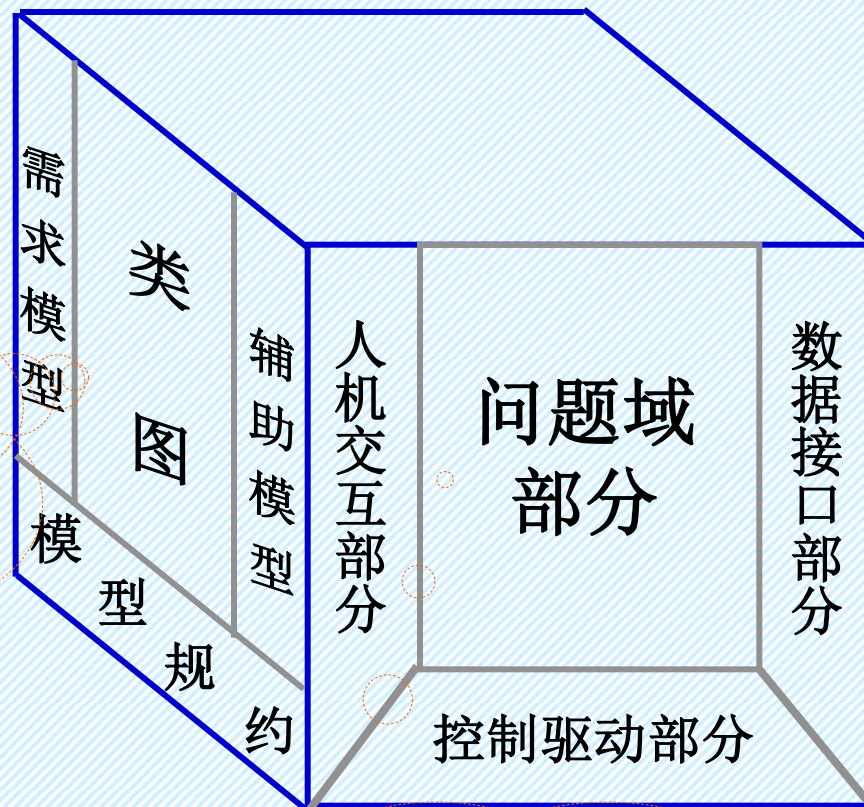 需求模型
类图
辅助模型
模型规约
人机交互部分
问题域
部分
数据接口部分
控制驱动部分